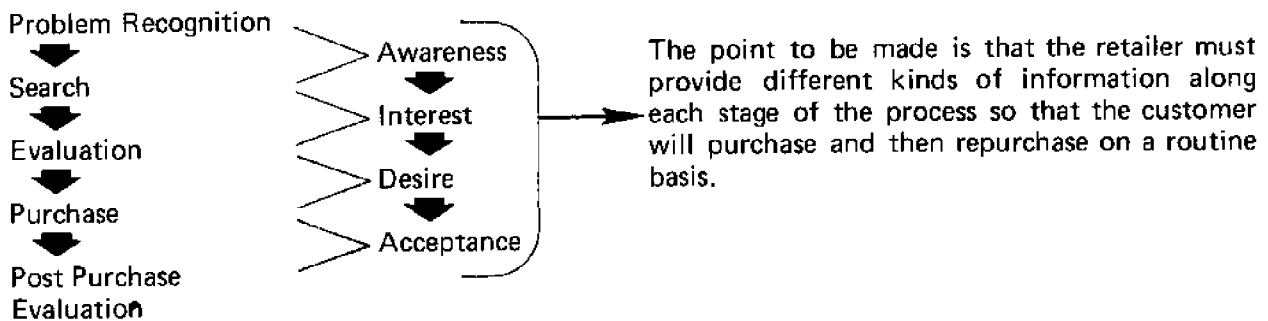 Problem Recognition
Search
Evaluation
Purchase
Post Purchase
Evaluation
Awareness
Interest
Desire
Acceptance
The point to be made is that the retailer must
provide different kinds of information along
each stage of the process so that the customer
will purchase and then repurchase on a routine
basis.